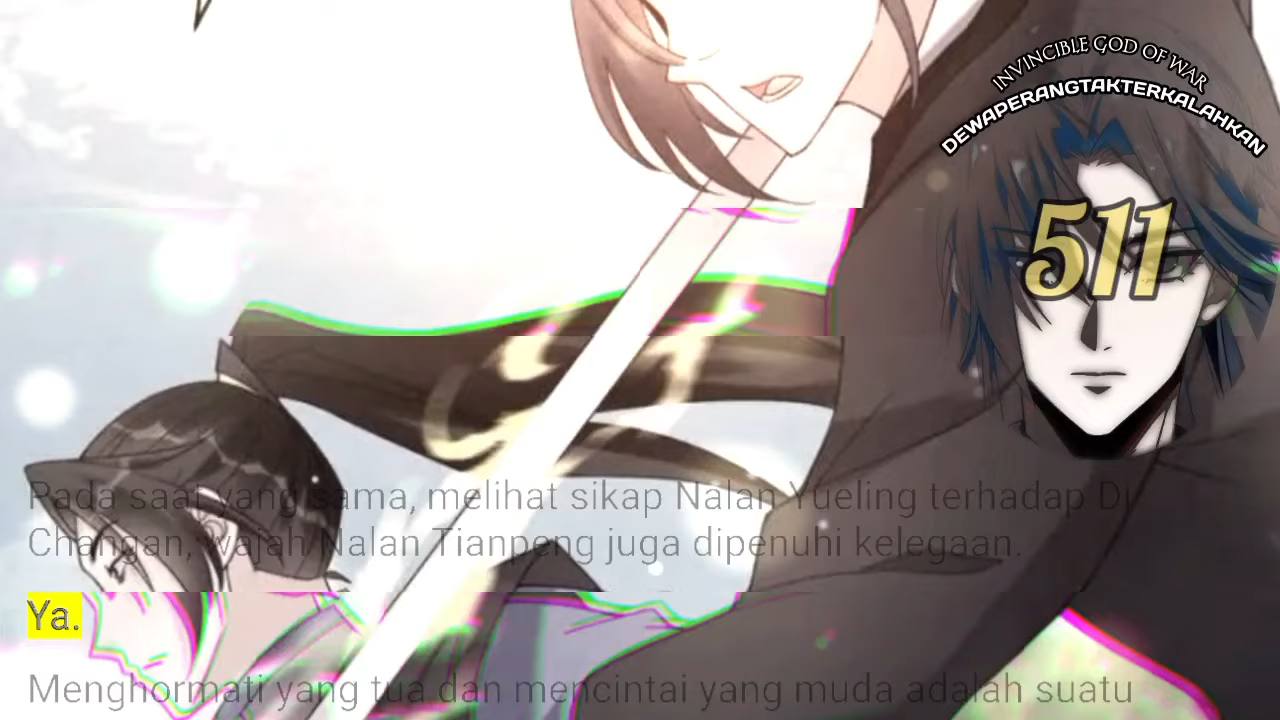 INVINCIBLE GOD OF WAR
DEWAPERANGTAKTERKALAHKAN
511
Pada saat yang sama, melihat sikap Nalan Yueling terhadap Di
Changan, wajah Nalan Tianpeng juga dipenuhi kelegaan.
Ya.
Menghormati yang tua dan mencintai yang muda adalah suatu